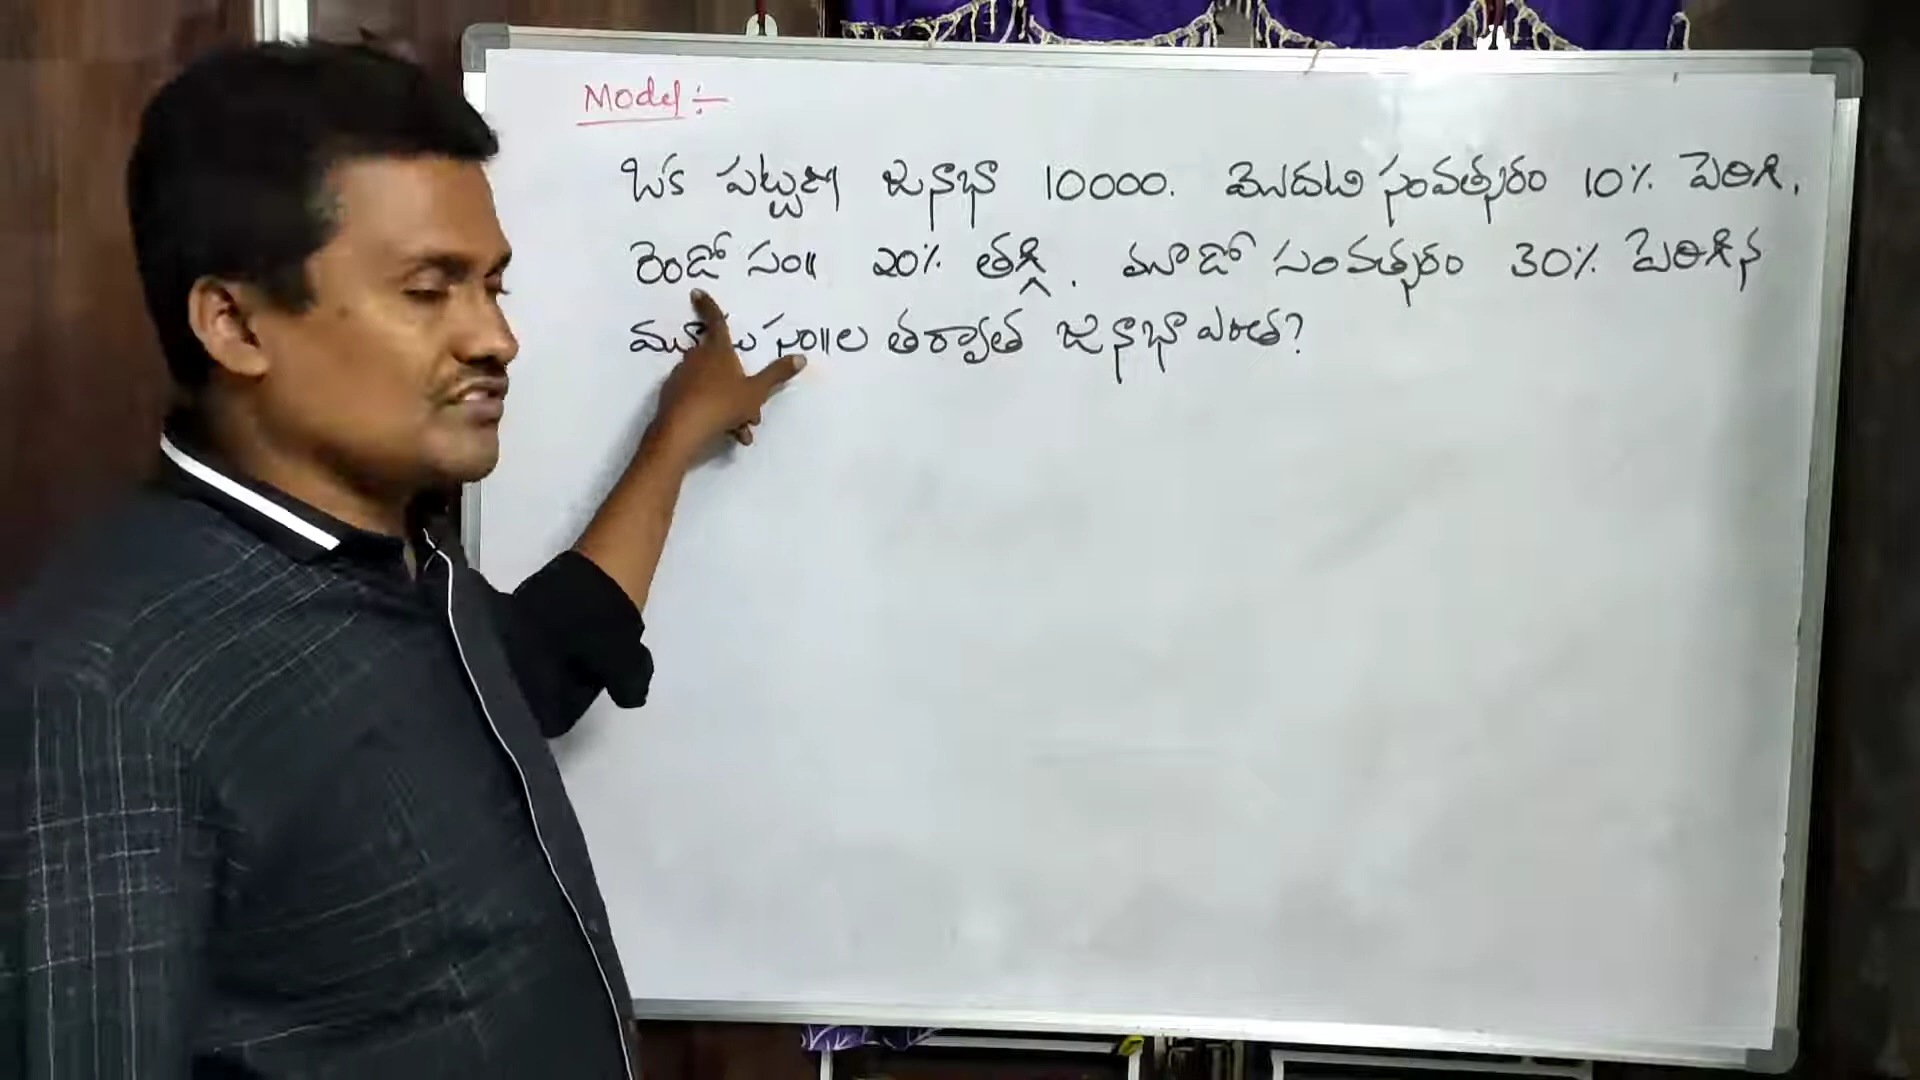 Model :-
ఒక పట్టణ జనాభా 10000. మొదటి సంవత్సరం 10% పెరిగి,
రెండో సం॥ 20% తగ్గి. మూడో సంవత్సరం 30% పెరిగిన
సం॥ల తర్వాత జనాభా ఎంత?